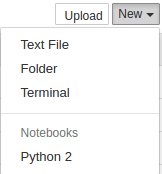 Upload New
Text File
Folder
Terminal
Notebooks
Python 2